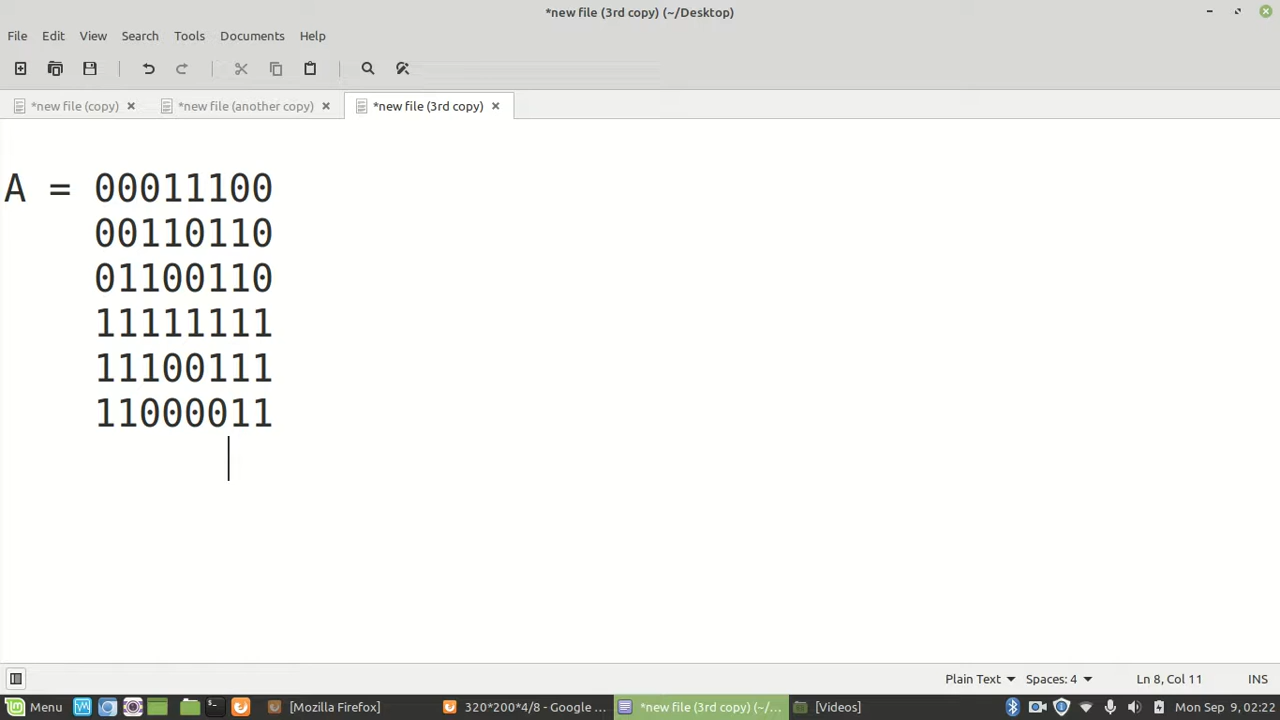 *new file (3rd copy) (~/Desktop)
File Edit View Search Tools Documents Help
*new file (copy) *new file (another copy) *new file (3rd copy)
A = 00011100
00110110
01100110
11111111
11100111
11000011
Plain Text Spaces: 4 Ln 8, Col 11 INS
Menu [Mozilla Firefox] 320*200*4/8 - Google ... *new file (3rd copy) (~/... [Videos] Mon Sep 9, 02:22